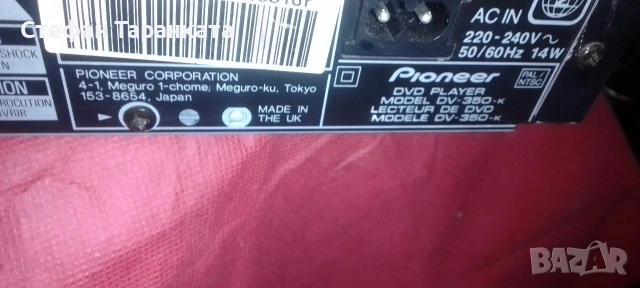 Стефан Таранката
SHOCK
N
ION
OCUTION
VRIR
PIONEER CORPORATION
4-1, Meguro 1-chome, Meguro-ku, Tokyo
153-8654, Japan
MADE IN
THE UK
AC IN
220-240V~
50/60Hz 14W
Pioneer
DVD PLAYER
MODEL DV-350-K
LECTEUR DE DVD
MODELE DV-350-K
PAL/
NTSC
BAZAR